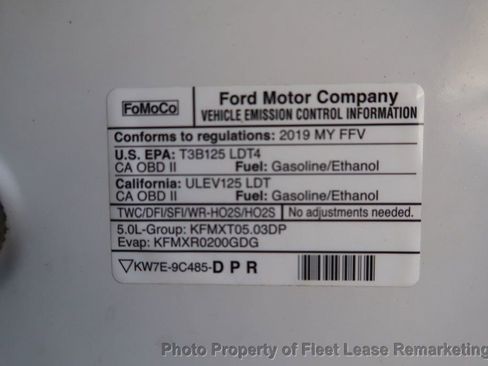 FoMoCo
Ford Motor Company
VEHICLE EMISSION CONTROL INFORMATION
Conforms to regulations: 2019 MY FFV
U.S. EPA: T3B125 LDT4
CA OBD II Fuel: Gasoline/Ethanol
California: ULEV125 LDT
CA OBD II Fuel: Gasoline/Ethanol
TWC/DFI/SFI/WR-HO2S/HO2S No adjustments needed.
5.0L-Group: KFMXT05.03DP
Evap: KFMXR0200GDG
KW7E-9C485-D P R
Photo Property of Fleet Lease Remarketing